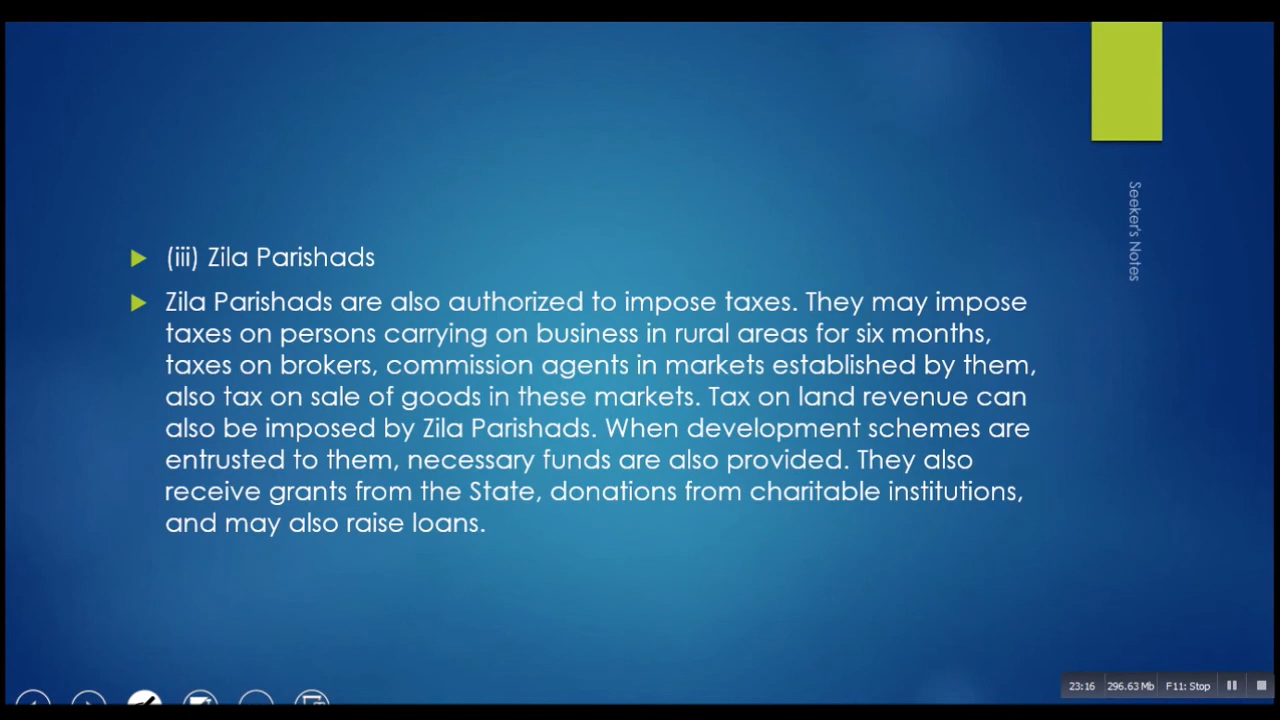 (iii) Zila Parishads
Zila Parishads are also authorized to impose taxes. They may impose
taxes on persons carrying on business in rural areas for six months,
taxes on brokers, commission agents in markets established by them,
also tax on sale of goods in these markets. Tax on land revenue can
also be imposed by Zila Parishads. When development schemes are
entrusted to them, necessary funds are also provided. They also
receive grants from the State, donations from charitable institutions,
and may also raise loans.
Seeker's Notes
23:16 296.63 Mb F11: Stop